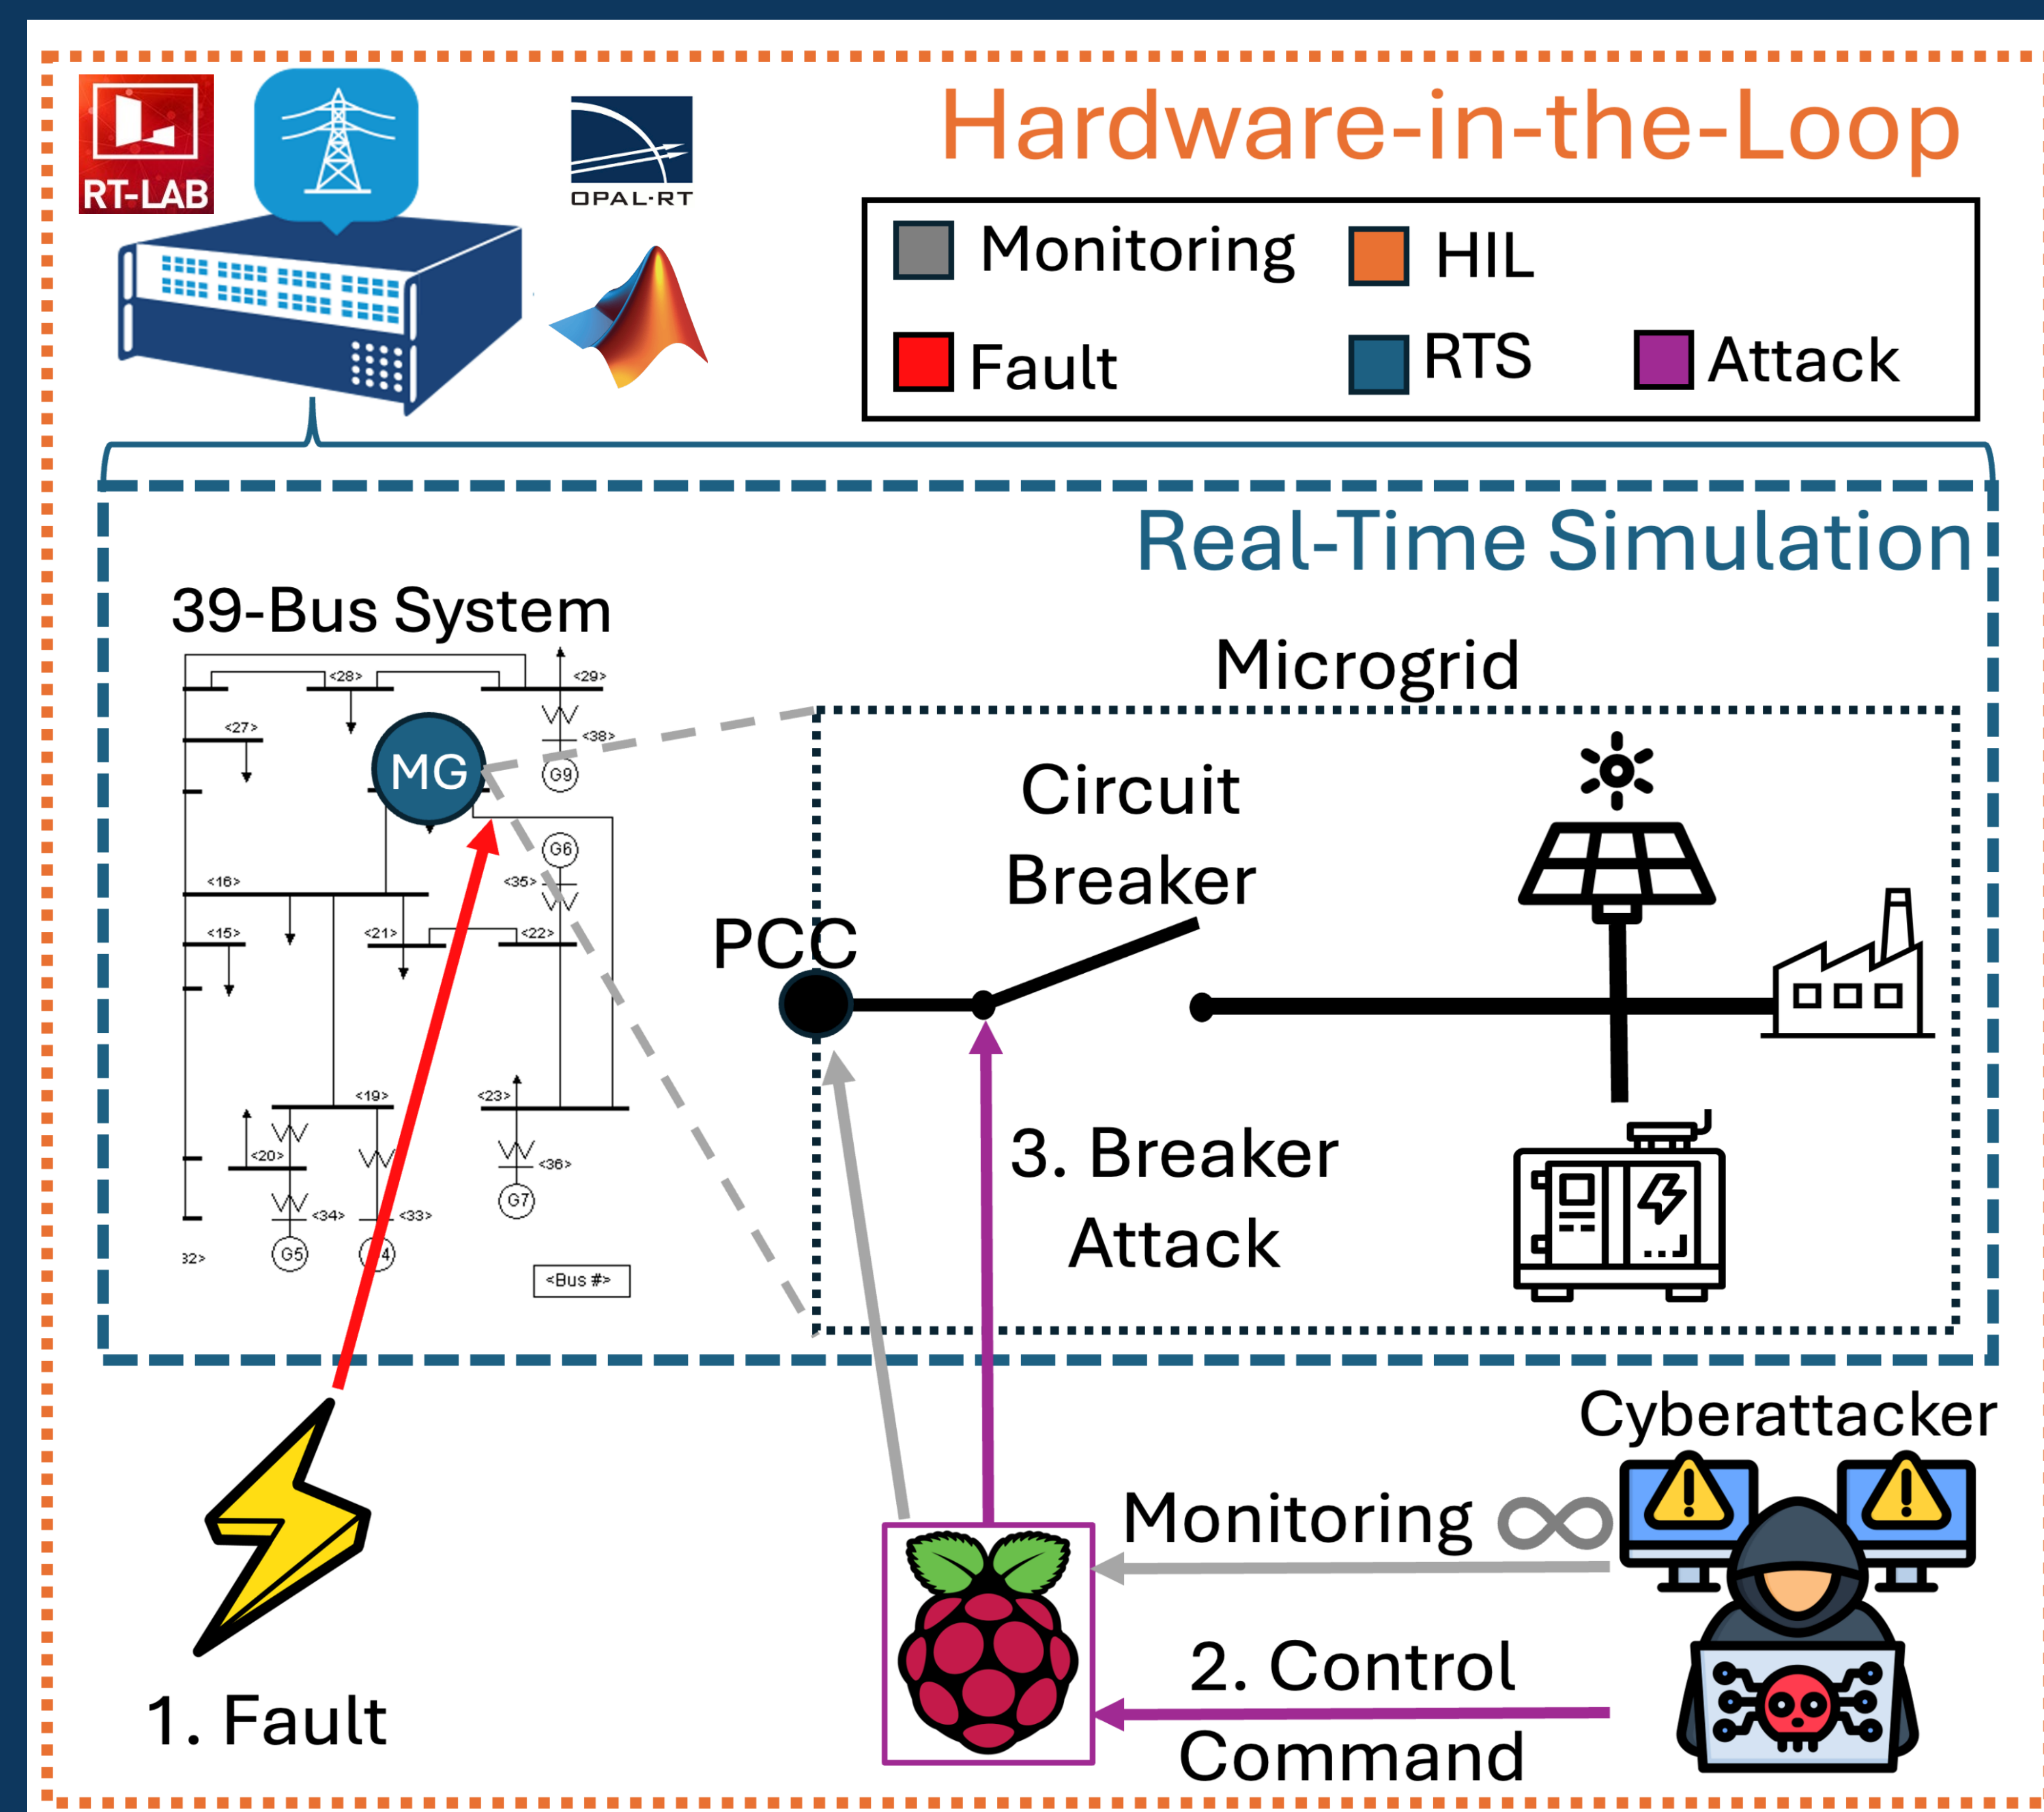 RT-LAB
OPAL-RT
Hardware-in-the-Loop
Monitoring
HIL
Fault
RTS
Attack
Real-Time Simulation
39-Bus System
Microgrid
<28>
<29>
<27>
<38>
MG
G9
Circuit
Breaker
G6
<16>
<35>
<15>
<21>
<22>
PCC
<19>
<23>
<20>
<36>
G7
<34>
<33>
G5
4
32>
<Bus #>
3. Breaker
Attack
Cyberattacker
Monitoring
2. Control
Command
1. Fault